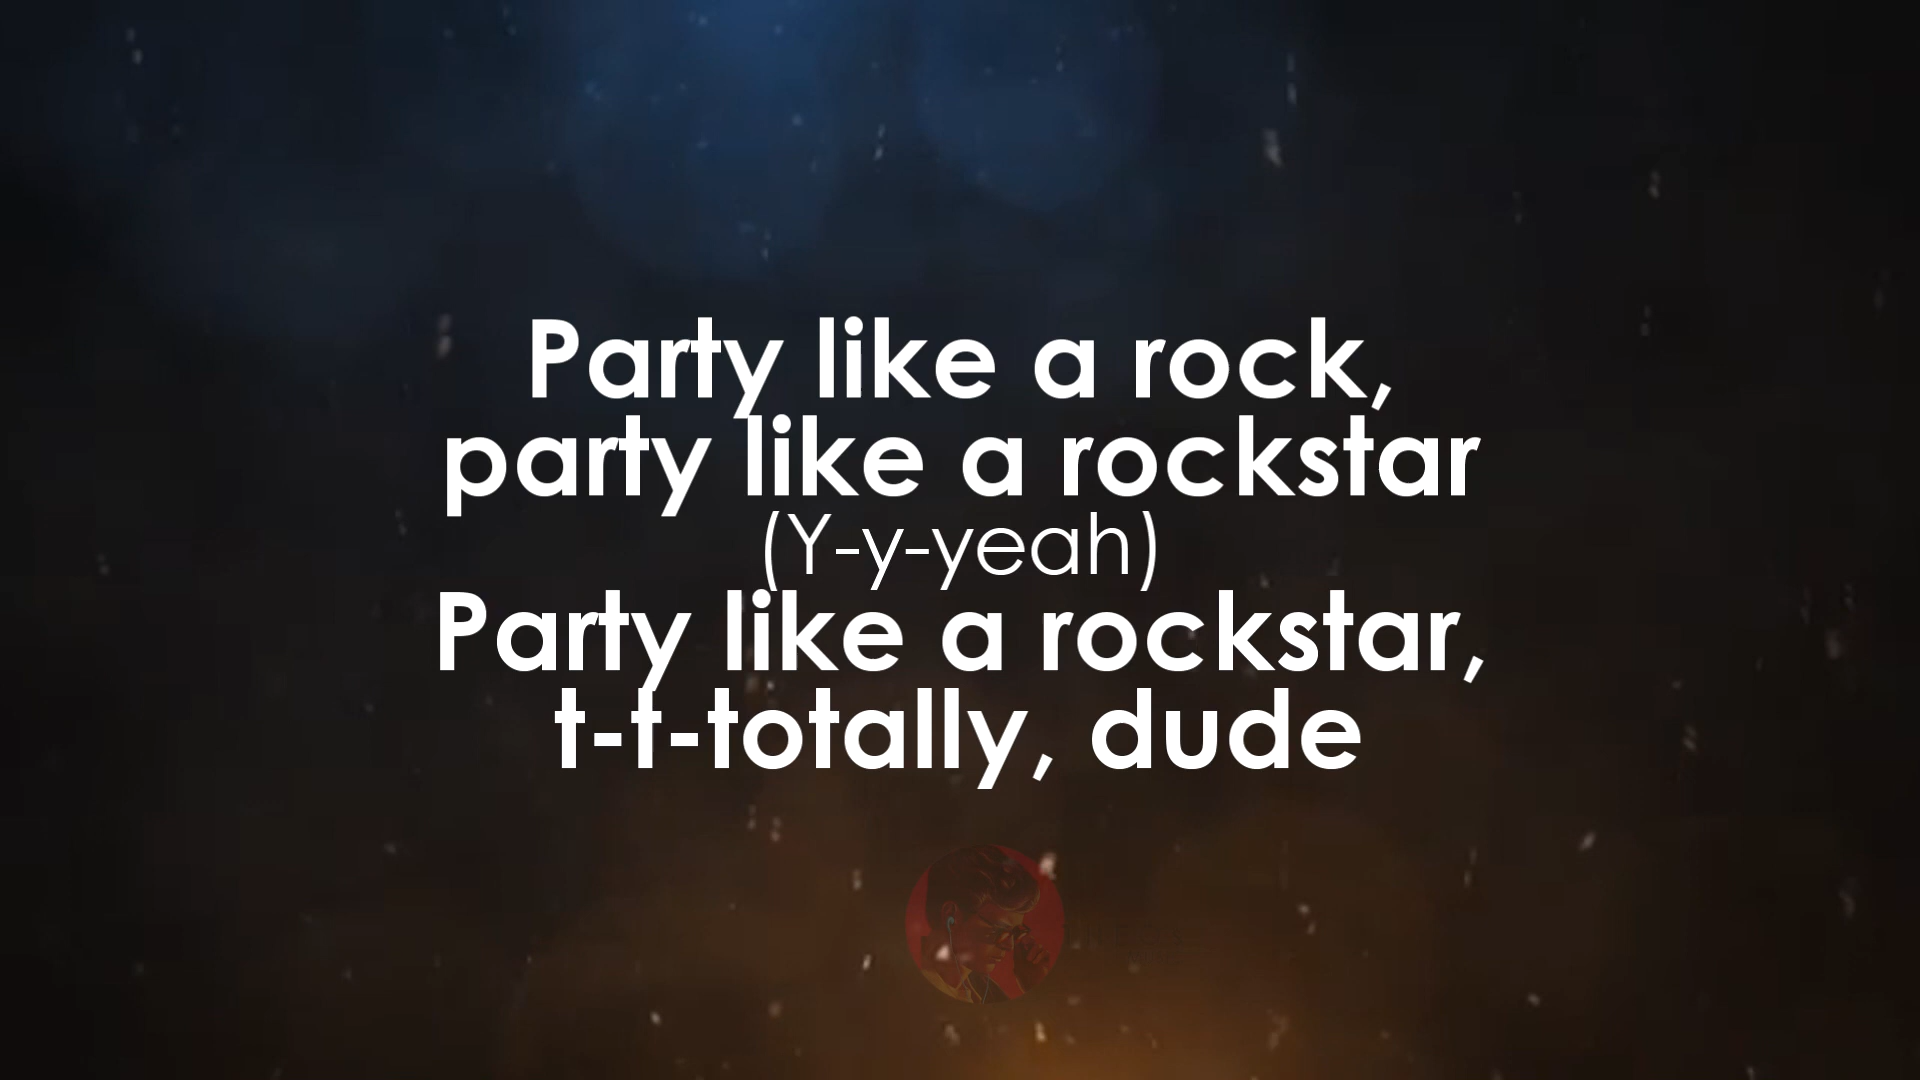 Party like a rock,
party like a rockstar
(Y-y-yeah)
Party like a rockstar,
t-t-totally, dude